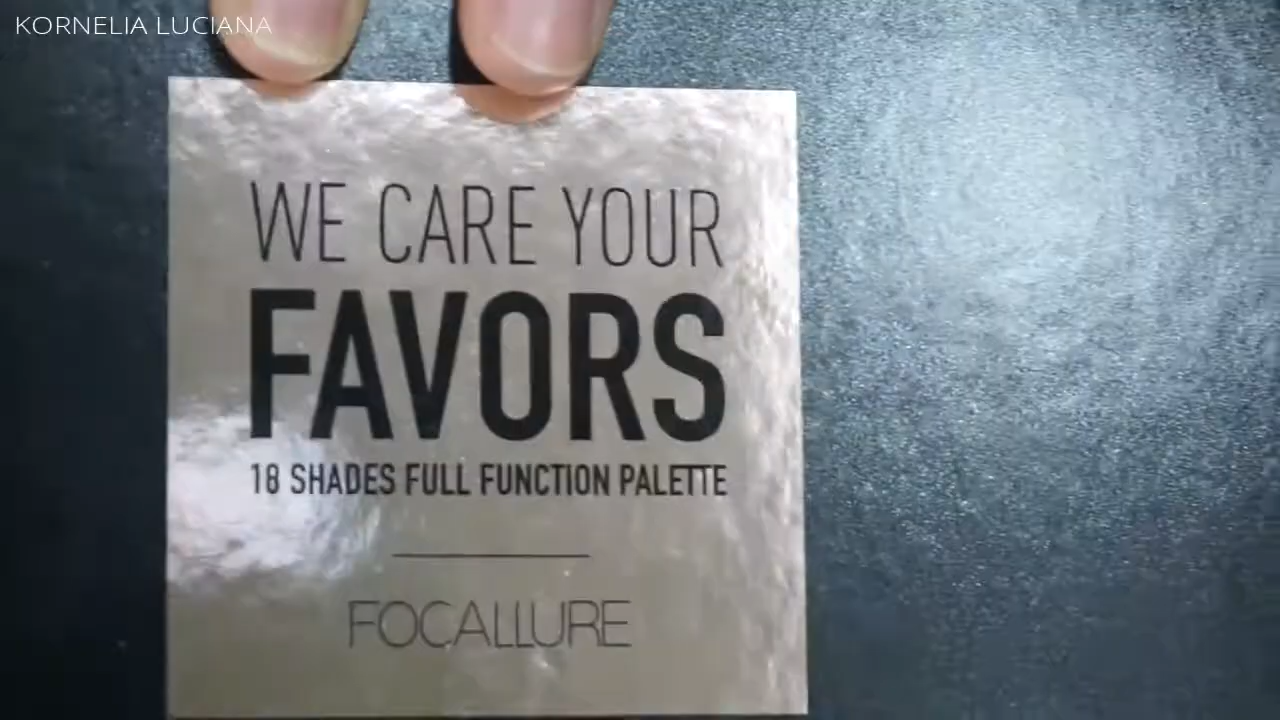 KORNELIA LUCIANA
WE CARE YOUR
FAVORS
18 SHADES FULL FUNCTION PALETTE
FOCALLURE